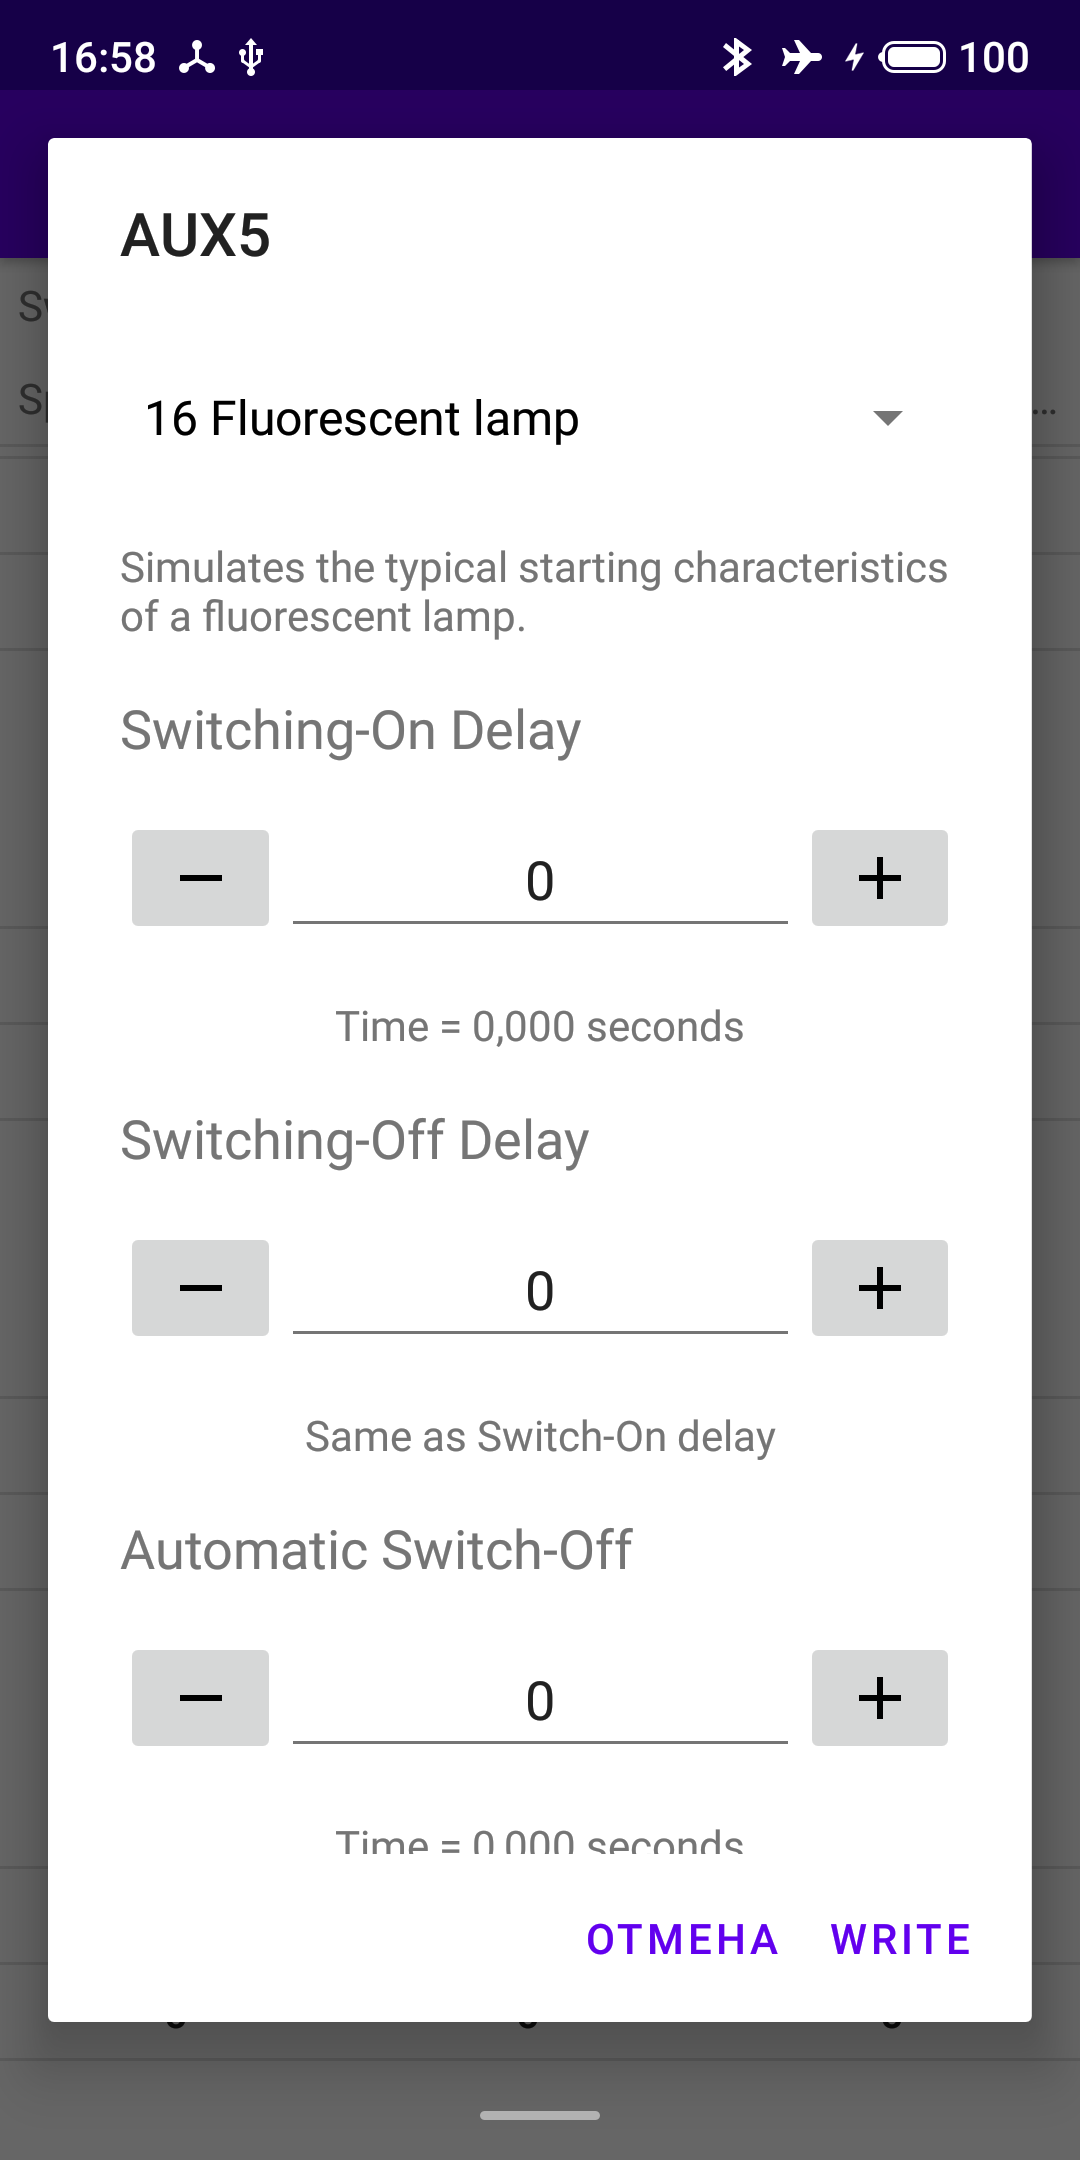 16:58 100
AUX5
16 Fluorescent lamp
Simulates the typical starting characteristics
of a fluorescent lamp.
Switching-On Delay
0
Time = 0,000 seconds
Switching-Off Delay
0
Same as Switch-On delay
Automatic Switch-Off
0
Time = 0,000 seconds
ОТМЕНА WRITE